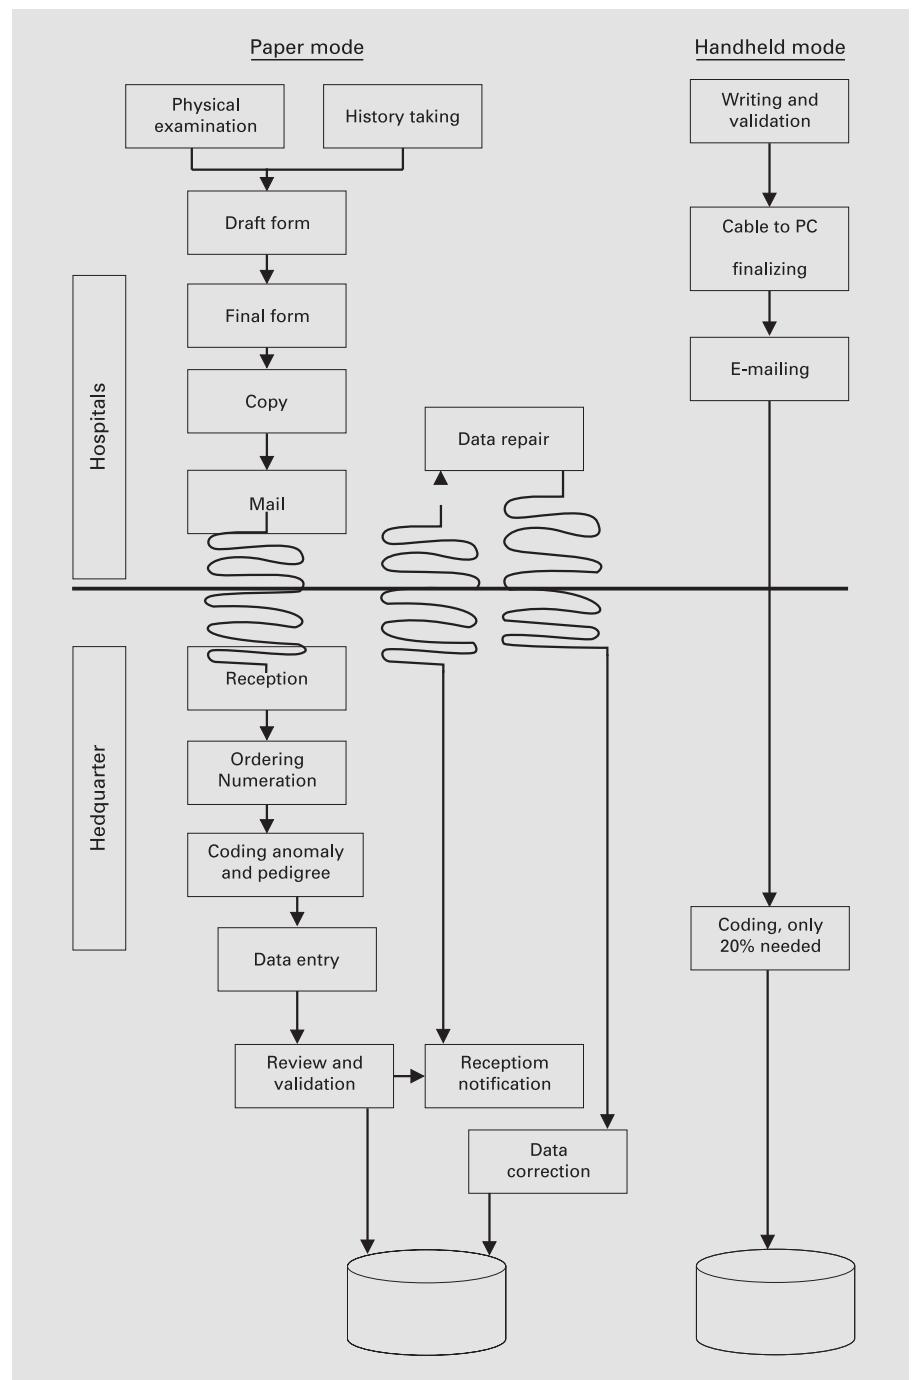 Paper mode
Handheld mode
Physical
examination
History taking
Writing and
validation
Draft form
Cable to PC
finalizing
Final form
E-mailing
Copy
Data repair
Hospitals
Mail
Reception
Ordering
Numeration
Hedquarter
Coding anomaly
and pedigree
Coding, only
20% needed
Data entry
Review and
validation
Receptiom
notification
Data
correction